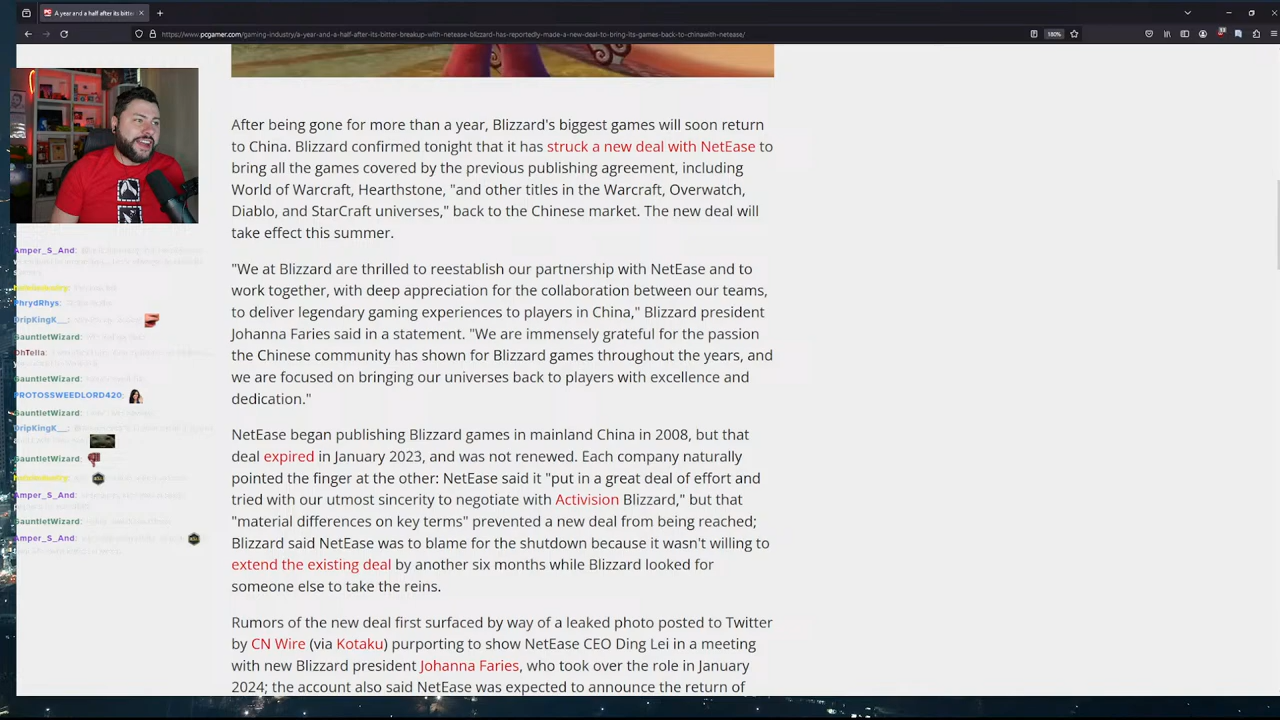 A year and a half after its bitter
https://www.pcgamer.com/gaming-industry/a-year-and-a-half-after-its-bitter-breakup-with-netease-blizzard-has-reportedly-made-a-new-deal-to-bring-its-games-back-to-chinawith-netease/
180%
After being gone for more than a year, Blizzard's biggest games will soon return
to China. Blizzard confirmed tonight that it has struck a new deal with NetEase to
bring all the games covered by the previous publishing agreement, including
World of Warcraft, Hearthstone, "and other titles in the Warcraft, Overwatch,
Diablo, and StarCraft universes," back to the Chinese market. The new deal will
take effect this summer.
"We at Blizzard are thrilled to reestablish our partnership with NetEase and to
work together, with deep appreciation for the collaboration between our teams,
to deliver legendary gaming experiences to players in China," Blizzard president
Johanna Faries said in a statement. "We are immensely grateful for the passion
the Chinese community has shown for Blizzard games throughout the years, and
we are focused on bringing our universes back to players with excellence and
dedication."
NetEase began publishing Blizzard games in mainland China in 2008, but that
deal expired in January 2023, and was not renewed. Each company naturally
pointed the finger at the other: NetEase said it "put in a great deal of effort and
tried with our utmost sincerity to negotiate with Activision Blizzard," but that
"material differences on key terms" prevented a new deal from being reached;
Blizzard said NetEase was to blame for the shutdown because it wasn't willing to
extend the existing deal by another six months while Blizzard looked for
someone else to take the reins.
Rumors of the new deal first surfaced by way of a leaked photo posted to Twitter
by CN Wire (via Kotaku) purporting to show NetEase CEO Ding Lei in a meeting
with new Blizzard president Johanna Faries, who took over the role in January
2024; the account also said NetEase was expected to announce the return of
Amper_S_And:
PhrydRhys:
DripKingK__:
GauntletWizard:
OhTella:
GauntletWizard:
PROTOSSWEEDLORD420:
GauntletWizard:
DripKingK__:
GauntletWizard:
Amper_S_And:
GauntletWizard:
Amper_S_And: